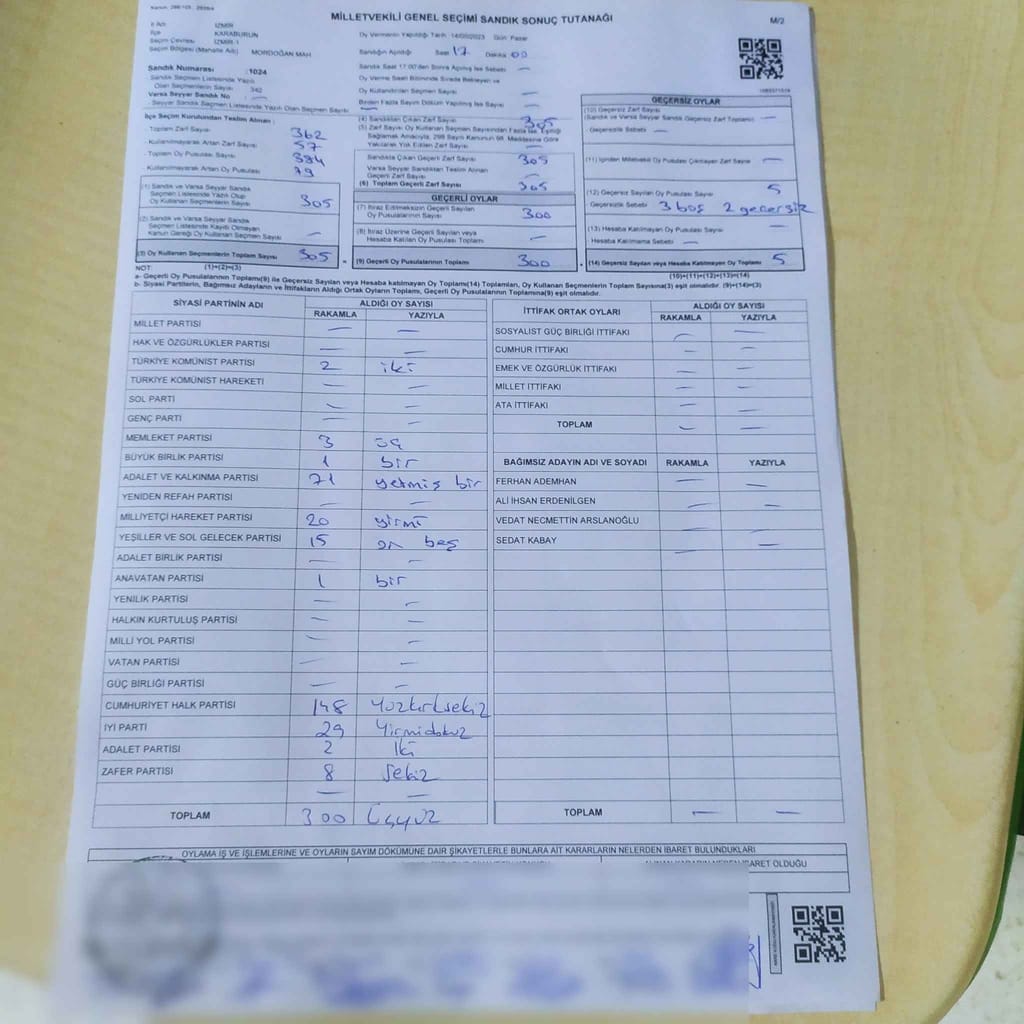 MİLLETVEKİLİ GENEL SEÇİMİ SANDIK SONUÇ TUTANAĞI
M/2
İl Adı İZMİR
İlçe KARABURUN
Seçim Çevresi İZMİR-1
Seçim Bölgesi (Mahalle Adı) MORDOĞAN MAH
Oy Vermenin Yapıldığı Tarih 14/05/2023 Gün Pazar
Sandığın Açıldığı Saat 17 Dakika 00
Sandık Saat 17.00'den Sonra Açılmış İse Sebebi —
Sandık Numarası : 1024
Sandık Seçmen Listesinde Yazılı
Olan Seçmenlerin Sayısı 342
Varsa Seyyar Sandık No —
Seyyar Sandık Seçmen Listesinde Yazılı Olan Seçmen Sayısı —
Oy Verme Saati Bitiminde Sırada Bekleyen ve
Oy Kullandırılan Seçmen Sayısı —
Birden Fazla Sayım Döküm Yapılmış İse Sayısı —
İlçe Seçim Kurulundan Teslim Alınan :
Toplam Zarf Sayısı 362
Kullanılmayarak Artan Zarf Sayısı 57
Toplam Oy Pusulası Sayısı 384
Kullanılmayarak Artan Oy Pusulası 79
(1) Sandık ve Varsa Seyyar Sandık
Seçmen Listesinde Yazılı Olup
Oy Kullanan Seçmenlerin Sayısı 305
(2) Sandık ve Varsa Seyyar Sandık
Seçmen Listesinde Kayıtlı Olmayan
Kanun Gereği Oy Kullanan Seçmen Sayısı —
(3) Oy Kullanan Seçmenlerin Toplam Sayısı 305
(1)+(2)=(3)
(4) Sandıktan Çıkan Zarf Sayısı 305
(5) Zarf Sayısı Oy Kullanan Seçmen Sayısından Fazla İse, Eşitliği
Sağlamak Amacıyla, 298 Sayılı Kanunun 98. Maddesine Göre
Yakılarak Yok Edilen Zarf Sayısı —
Sandıkta Çıkan Geçerli Zarf Sayısı 305
Varsa Seyyar Sandıktan Teslim Alınan
Geçerli Zarf Sayısı —
(6) Toplam Geçerli Zarf Sayısı 305
GEÇERLİ OYLAR
(7) İtiraz Edilmeksizin Geçerli Sayılan
Oy Pusulalarının Sayısı 300
(8) İtiraz Üzerine Geçerli Sayılan veya
Hesaba Katılan Oy Pusulası Toplamı —
(9) Geçerli Oy Pusulalarının Toplamı 300
GEÇERSİZ OYLAR
(10) Geçersiz Zarf Sayısı
(Sandık ve Varsa Seyyar Sandık Geçersiz Zarf Toplamı) —
Geçersizlik Sebebi —
(11) İçinden Milletvekili Oy Pusulası Çıkmayan Zarf Sayısı —
(12) Geçersiz Sayılan Oy Pusulası Sayısı 5
Geçersizlik Sebebi 3 boş 2 geçersiz
(13) Hesaba Katılmayan Oy Pusulası Sayısı —
Hesaba Katılmama Sebebi —
(14) Geçersiz Sayılan veya Hesaba Katılmayan Oy Toplamı 5
(10)+(11)+(12)+(13)=(14)
NOT:
a- Geçerli Oy Pusulalarının Toplamı(9) ile Geçersiz Sayılan veya Hesaba katılmayan Oy Toplamı(14) Toplamları, Oy Kullanan Seçmenlerin Toplam Sayısına(3) eşit olmalıdır. (9)+(14)=(3)
b- Siyasi Partilerin, Bağımsız Adayların ve İttifakların Aldığı Ortak Oyların Toplamı, Geçerli Oy Pusulalarının Toplamına(9) eşit olmalıdır.
SİYASİ PARTİNİN ADI ALDIĞI OY SAYISI
RAKAMLA YAZIYLA
MİLLET PARTİSİ — —
HAK VE ÖZGÜRLÜKLER PARTİSİ — —
TÜRKİYE KOMÜNİST PARTİSİ 2 iki
TÜRKİYE KOMÜNİST HAREKETİ — —
SOL PARTİ — —
GENÇ PARTİ — —
MEMLEKET PARTİSİ 3 üç
BÜYÜK BİRLİK PARTİSİ 1 bir
ADALET VE KALKINMA PARTİSİ 71 yetmiş bir
YENİDEN REFAH PARTİSİ — —
MİLLİYETÇİ HAREKET PARTİSİ 20 yirmi
YEŞİLLER VE SOL GELECEK PARTİSİ 15 on beş
ADALET BİRLİK PARTİSİ — —
ANAVATAN PARTİSİ 1 bir
YENİLİK PARTİSİ — —
HALKIN KURTULUŞ PARTİSİ — —
MİLLİ YOL PARTİSİ — —
VATAN PARTİSİ — —
GÜÇ BİRLİĞİ PARTİSİ — —
CUMHURİYET HALK PARTİSİ 148 Yüzkırksekiz
İYİ PARTİ 29 Yirmidokuz
ADALET PARTİSİ 2 İki
ZAFER PARTİSİ 8 Sekiz
— —
TOPLAM 300 Üçyüz
İTTİFAK ORTAK OYLARI ALDIĞI OY SAYISI
RAKAMLA YAZIYLA
SOSYALİST GÜÇ BİRLİĞİ İTTİFAKI — —
CUMHUR İTTİFAKI — —
EMEK VE ÖZGÜRLÜK İTTİFAKI — —
MİLLET İTTİFAKI — —
ATA İTTİFAKI — —
TOPLAM — —
BAĞIMSIZ ADAYIN ADI VE SOYADI RAKAMLA YAZIYLA
FERHAN ADEMHAN — —
ALİ İHSAN ERDENİLGEN — —
VEDAT NECMETTİN ARSLANOĞLU — —
SEDAT KABAY — —
TOPLAM — —
OYLAMA İŞ VE İŞLEMLERİNE VE OYLARIN SAYIM DÖKÜMÜNE DAİR ŞİKAYETLERLE BUNLARA AİT KARARLARIN NELERDEN İBARET BULUNDUKLARI
ALINAN KARARIN NEDEN İBARET OLDUĞU